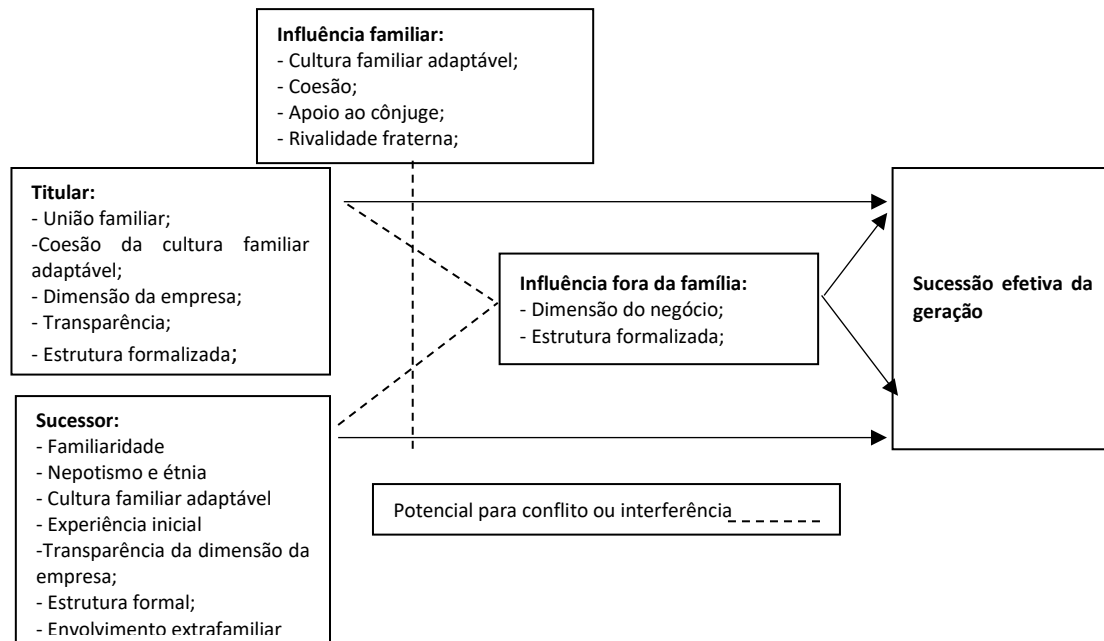 Influência familiar:
- Cultura familiar adaptável;
- Coesão;
- Apoio ao cônjuge;
- Rivalidade fraterna;
Titular:
- União familiar;
-Coesão da cultura familiar
adaptável;
- Dimensão da empresa;
- Transparência;
- Estrutura formalizada;
Influência fora da família:
- Dimensão do negócio;
- Estrutura formalizada;
Sucessão efetiva da
geração
Sucessor:
- Familiaridade
- Nepotismo e étnia
- Cultura familiar adaptável
- Experiência inicial
-Transparência da dimensão da
empresa;
- Estrutura formal;
- Envolvimento extrafamiliar
Potencial para conflito ou interferência